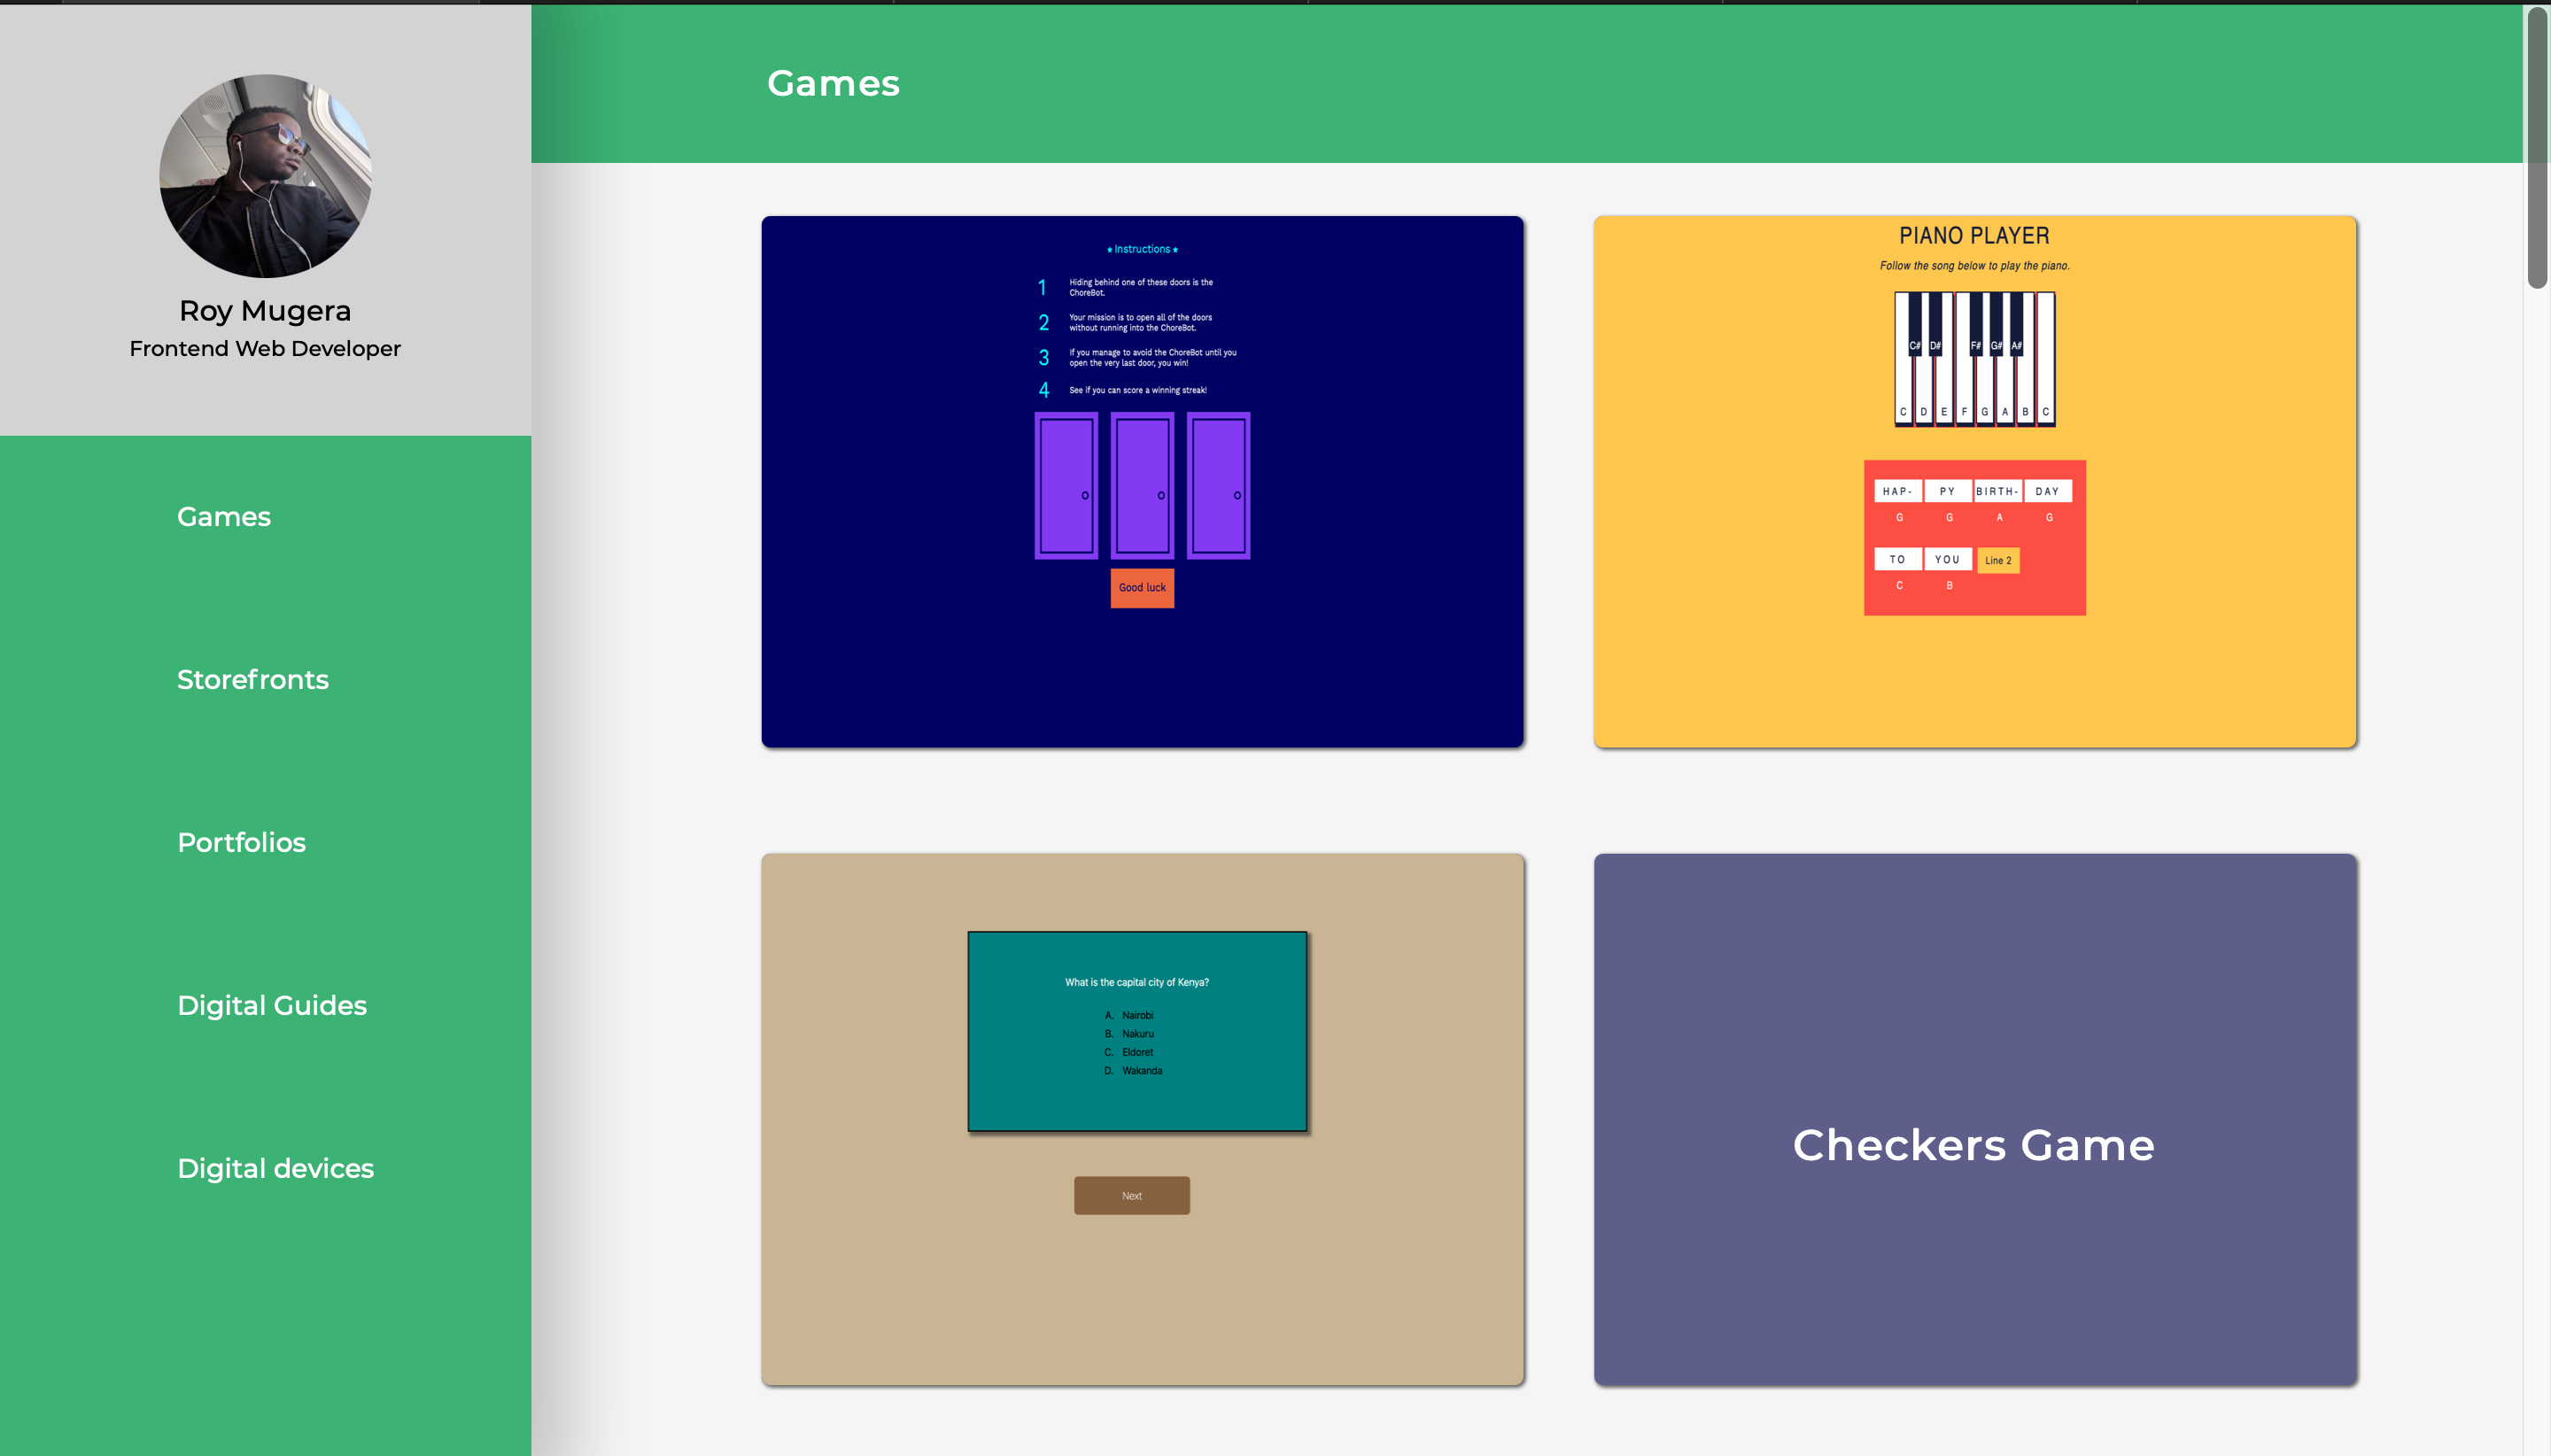 Roy Mugera
Frontend Web Developer
Games
Storefronts
Portfolios
Digital Guides
Digital devices
Games
★ Instructions ★
1 Hiding behind one of these doors is the
ChoreBot.
2 Your mission is to open all of the doors
without running into the ChoreBot.
3 If you manage to avoid the ChoreBot until you
open the very last door, you win!
4 See if you can score a winning streak!
Good luck
PIANO PLAYER
Follow the song below to play the piano.
C# D# F# G# A#
C D E F G A B C
HAP- PY BIRTH- DAY
G G A G
TO YOU Line 2
C B
What is the capital city of Kenya?
A. Nairobi
B. Nakuru
C. Eldoret
D. Wakanda
Next
Checkers Game